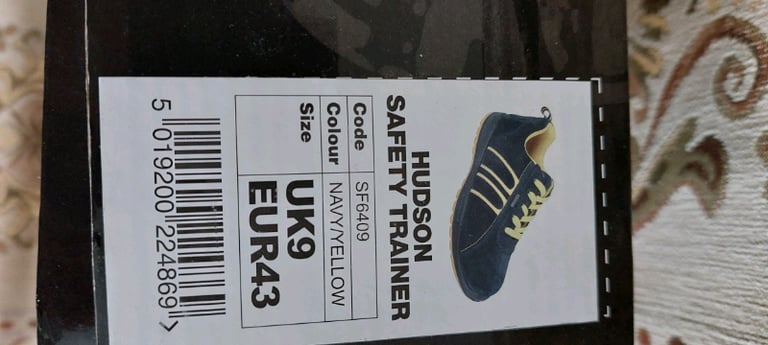 HUDSON
SAFETY TRAINER
Code SF6409
Colour NAVY/YELLOW
Size UK9
EUR43
5 019200 224869 >